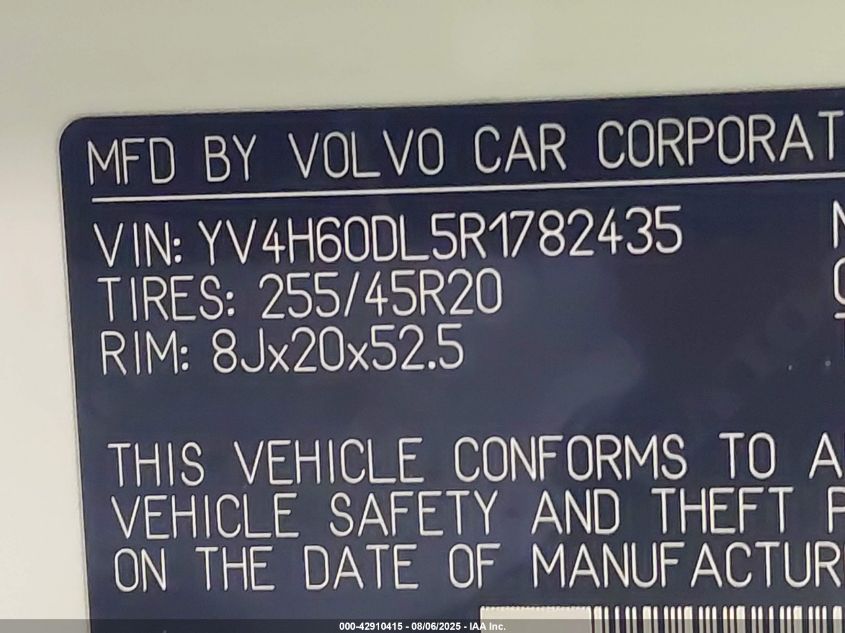 MFD BY VOLVO CAR CORPORAT
VIN: YV4H60DL5R1782435
TIRES: 255/45R20
RIM: 8Jx20x52.5
THIS VEHICLE CONFORMS TO A
VEHICLE SAFETY AND THEFT P
ON THE DATE OF MANUFACTUR
000-42910415 - 08/06/2025 - IAA Inc.